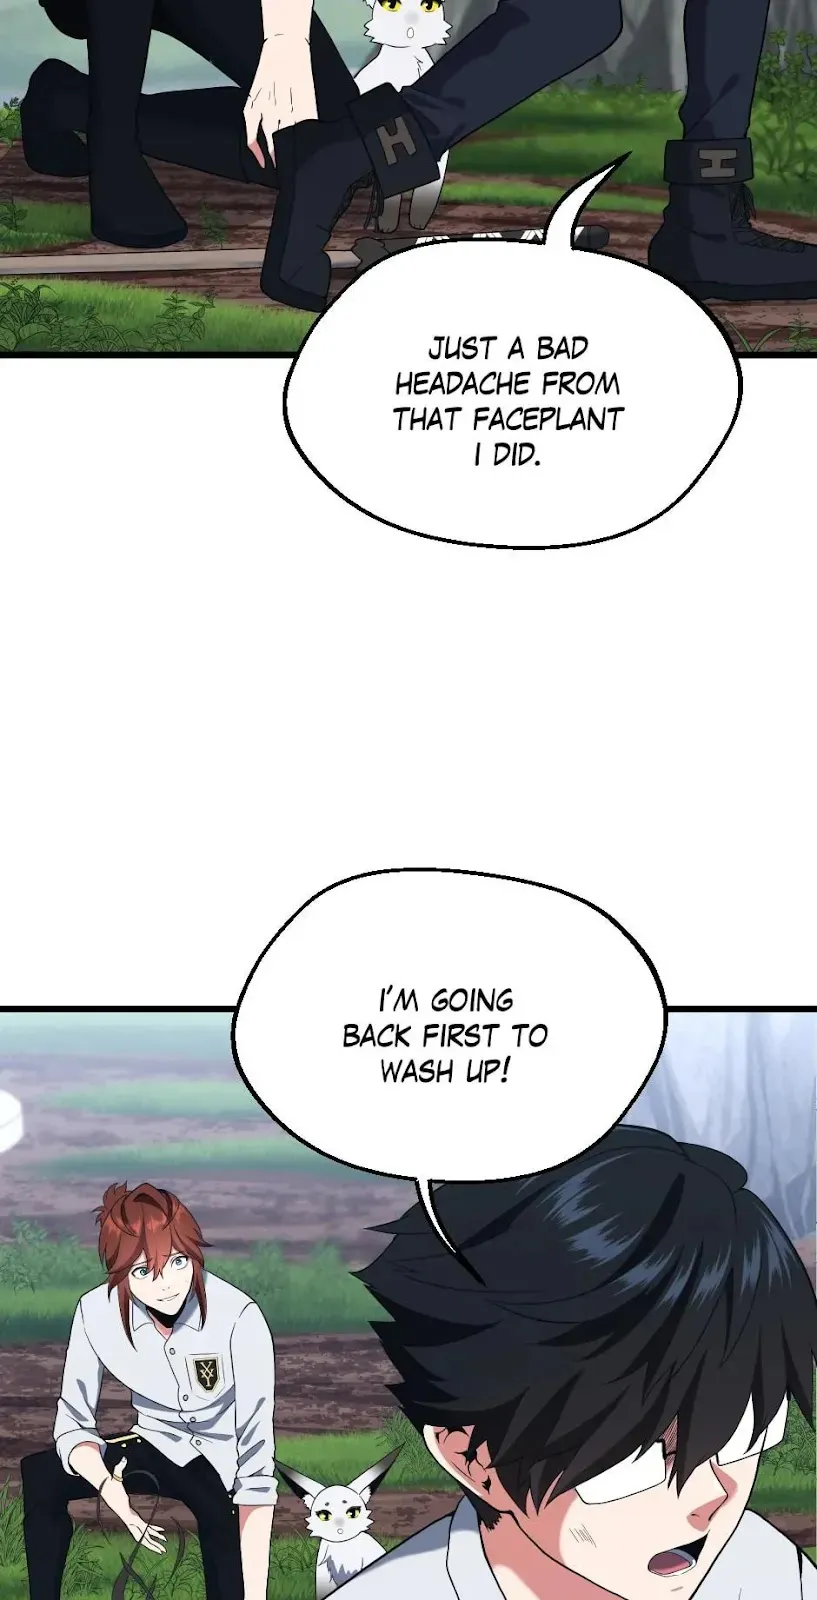 JUST A BAD
HEADACHE FROM
THAT FACEPLANT
I DID.
I'M GOING
BACK FIRST TO
WASH UP!